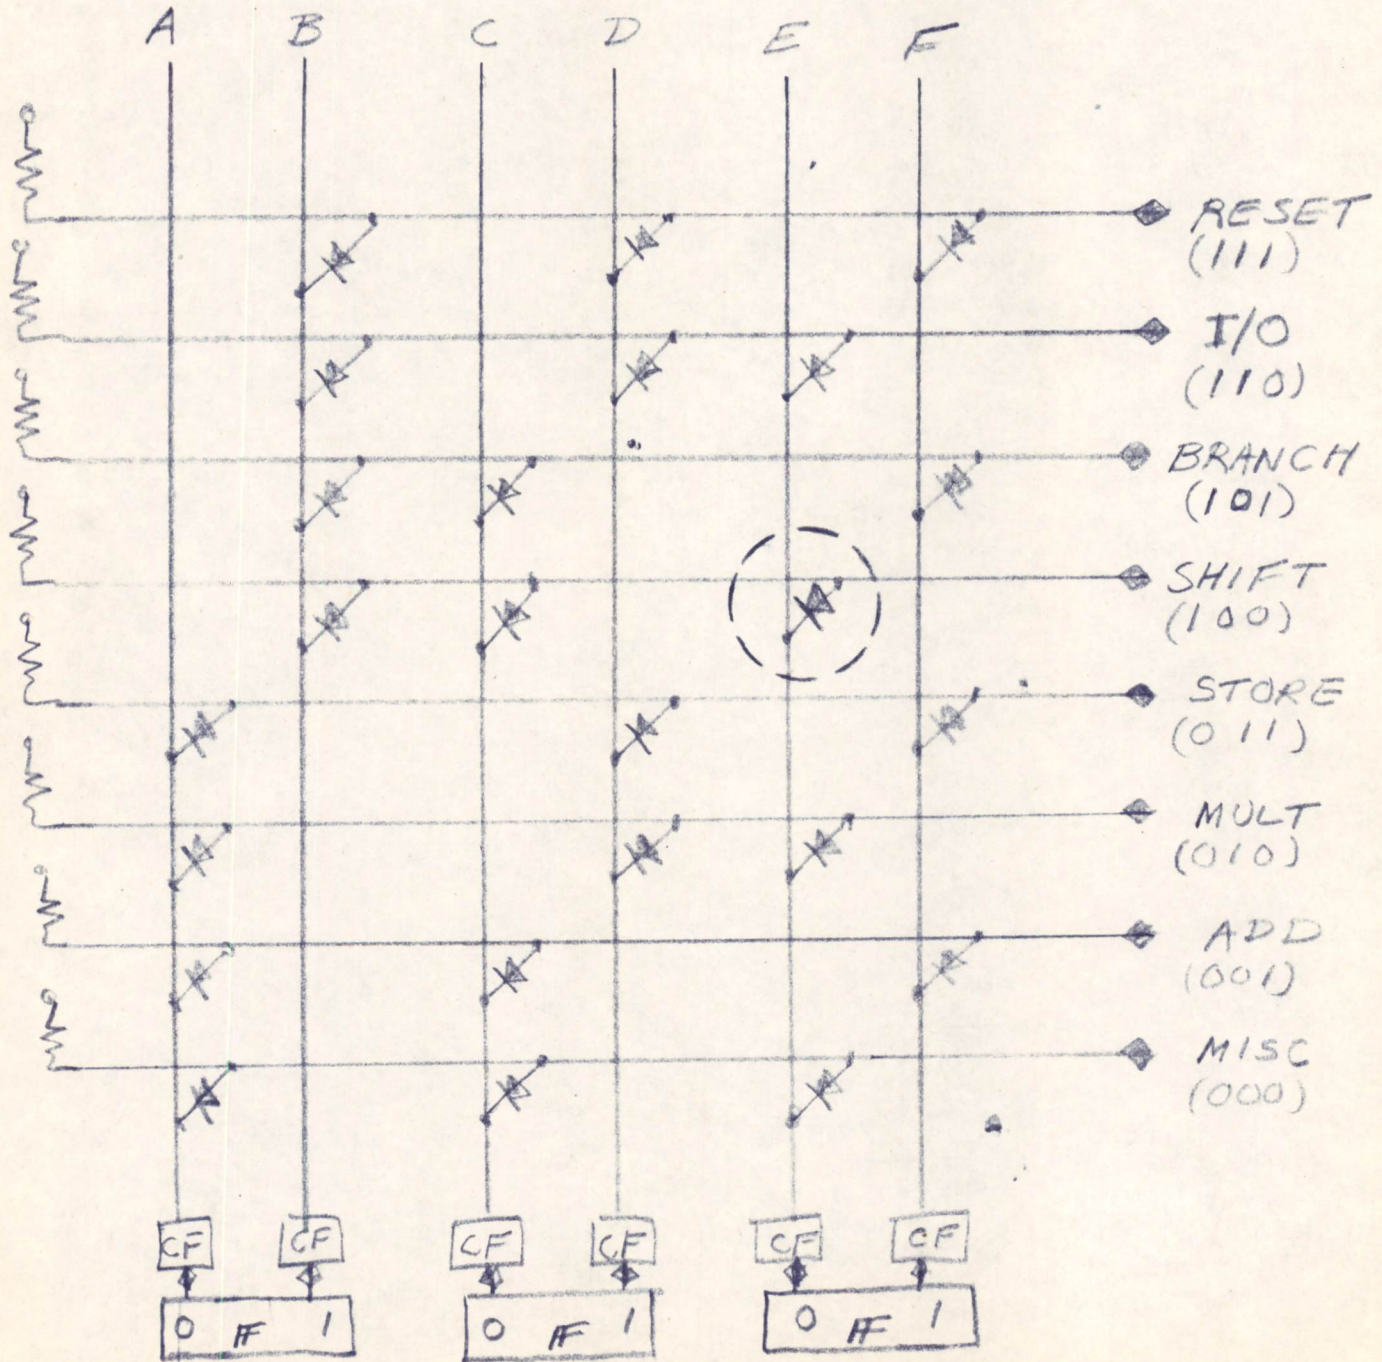 A B C D E F
RESET
(111)
I/O
(110)
BRANCH
(101)
SHIFT
(100)
STORE
(011)
MULT
(010)
ADD
(001)
MISC
(000)
CF CF CF CF CF CF
0 FF 1 0 FF 1 0 FF 1